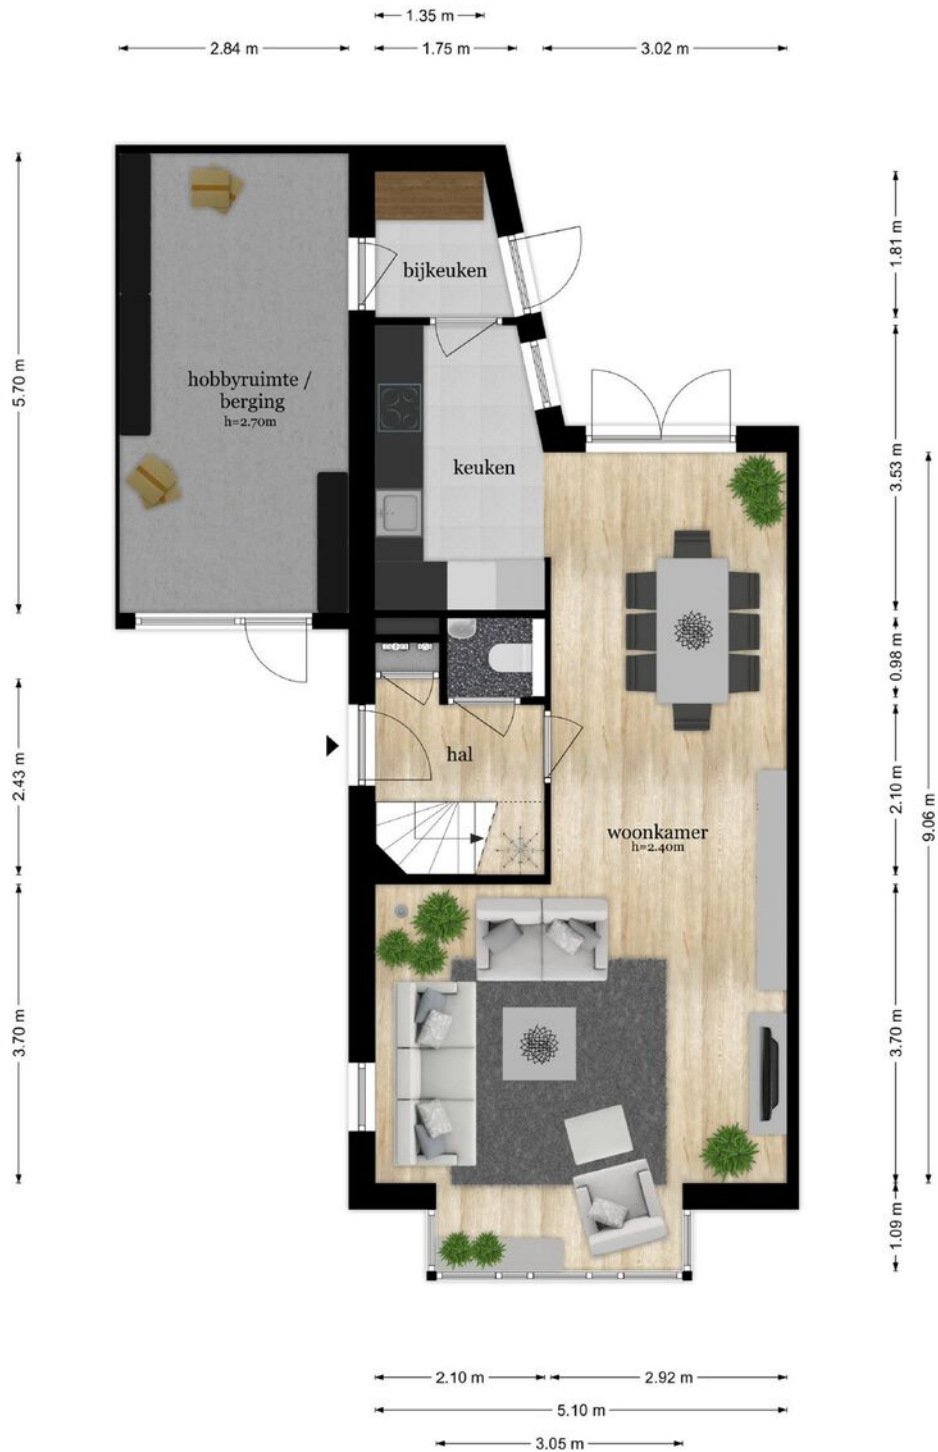 1.35 m
2.84 m
1.75 m
3.02 m
5.70 m
1.81 m
bijkeuken
hobbyruimte /
berging
h=2.70m
keuken
3.53 m
0.98 m
2.43 m
hal
2.10 m
9.06 m
woonkamer
h=2.40m
3.70 m
3.70 m
1.09 m
2.10 m
2.92 m
5.10 m
3.05 m